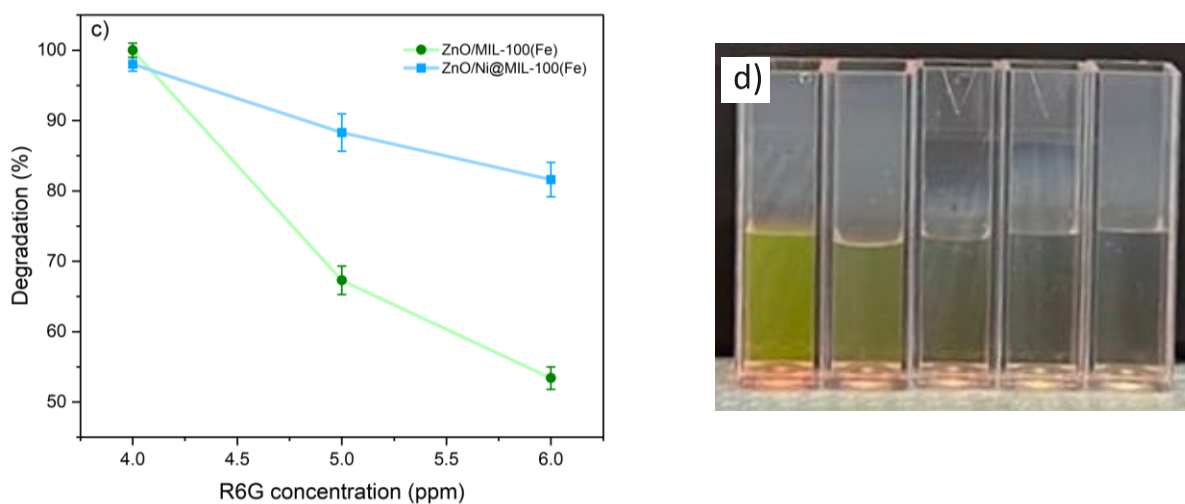 c)
ZnO/MIL-100(Fe)
ZnO/Ni@MIL-100(Fe)
100
90
80
70
60
50
Degradation (%)
4.0 4.5 5.0 5.5 6.0
R6G concentration (ppm)
d)